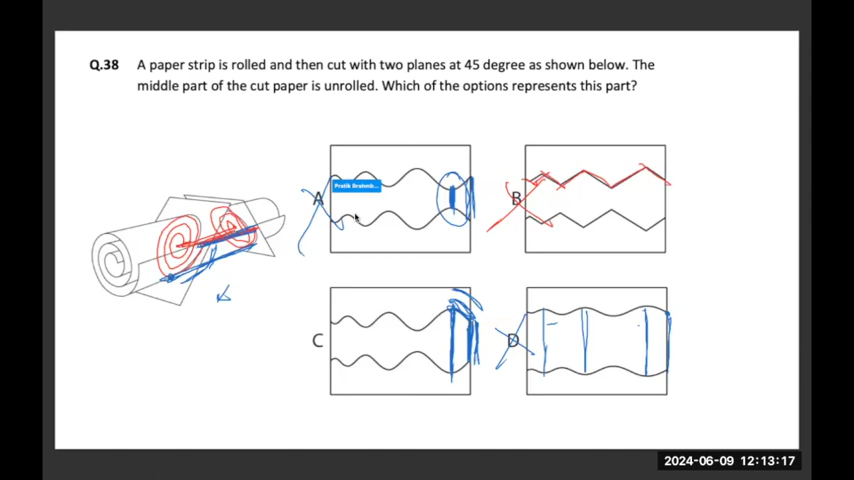 Q.38 A paper strip is rolled and then cut with two planes at 45 degree as shown below. The
middle part of the cut paper is unrolled. Which of the options represents this part?
Pratik Brahmb...
A
B
C
D
2024-06-09 12:13:17